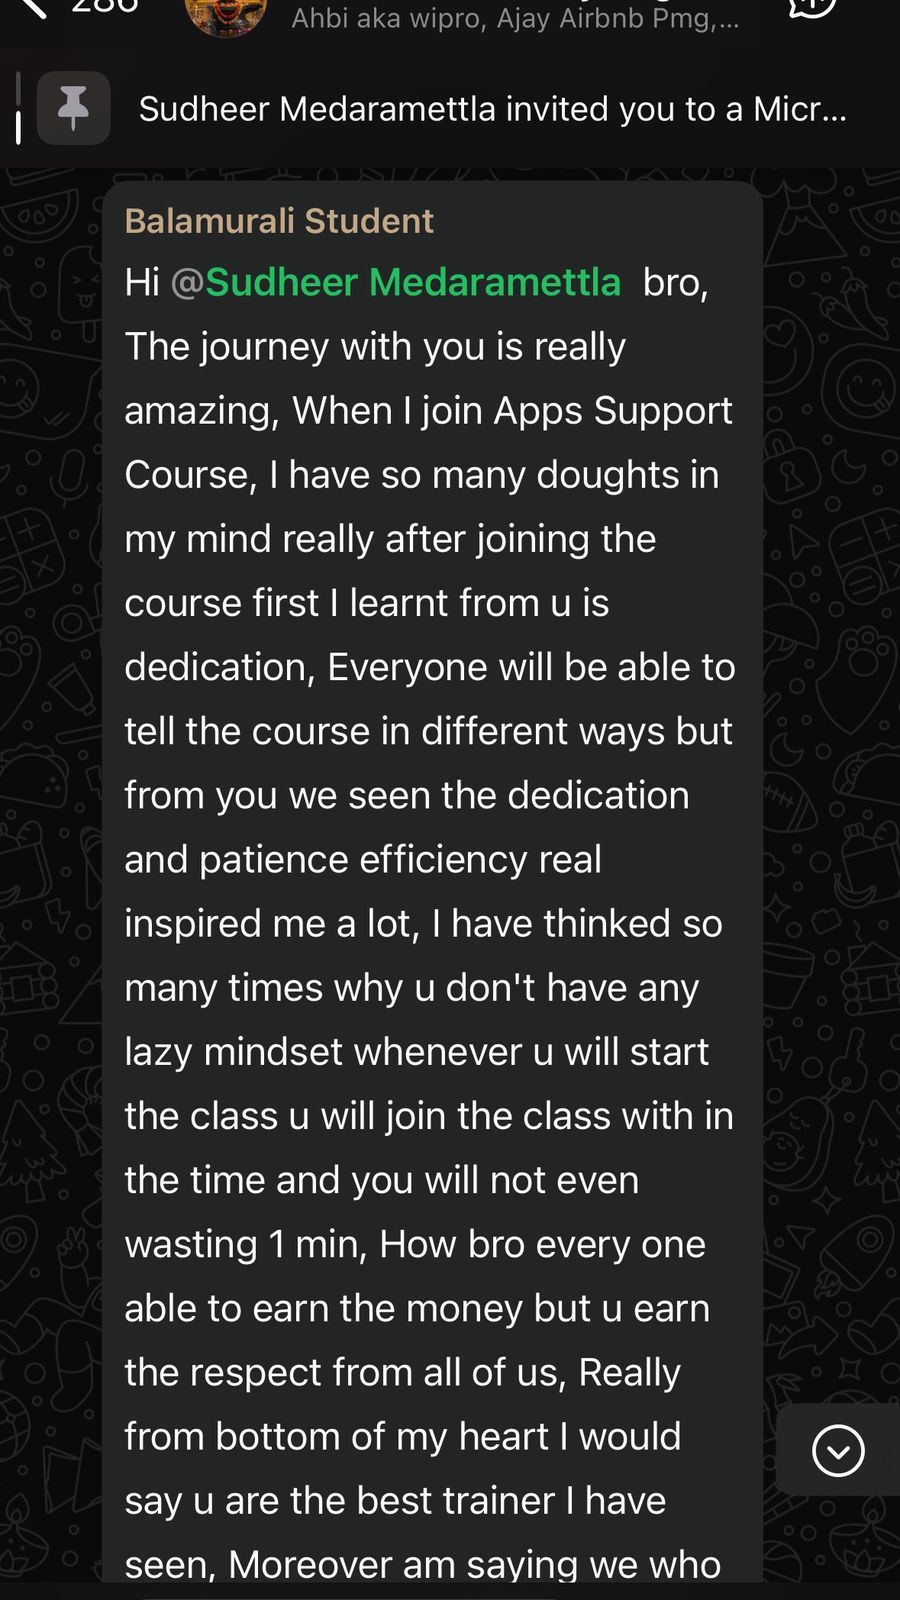 286
Ahbi aka wipro, Ajay Airbnb Pmg,...
Sudheer Medaramettla invited you to a Micr...
Balamurali Student
Hi @Sudheer Medaramettla bro,
The journey with you is really
amazing, When I join Apps Support
Course, I have so many doughts in
my mind really after joining the
course first I learnt from u is
dedication, Everyone will be able to
tell the course in different ways but
from you we seen the dedication
and patience efficiency real
inspired me a lot, I have thinked so
many times why u don't have any
lazy mindset whenever u will start
the class u will join the class with in
the time and you will not even
wasting 1 min, How bro every one
able to earn the money but u earn
the respect from all of us, Really
from bottom of my heart I would
say u are the best trainer I have
seen, Moreover am saying we who